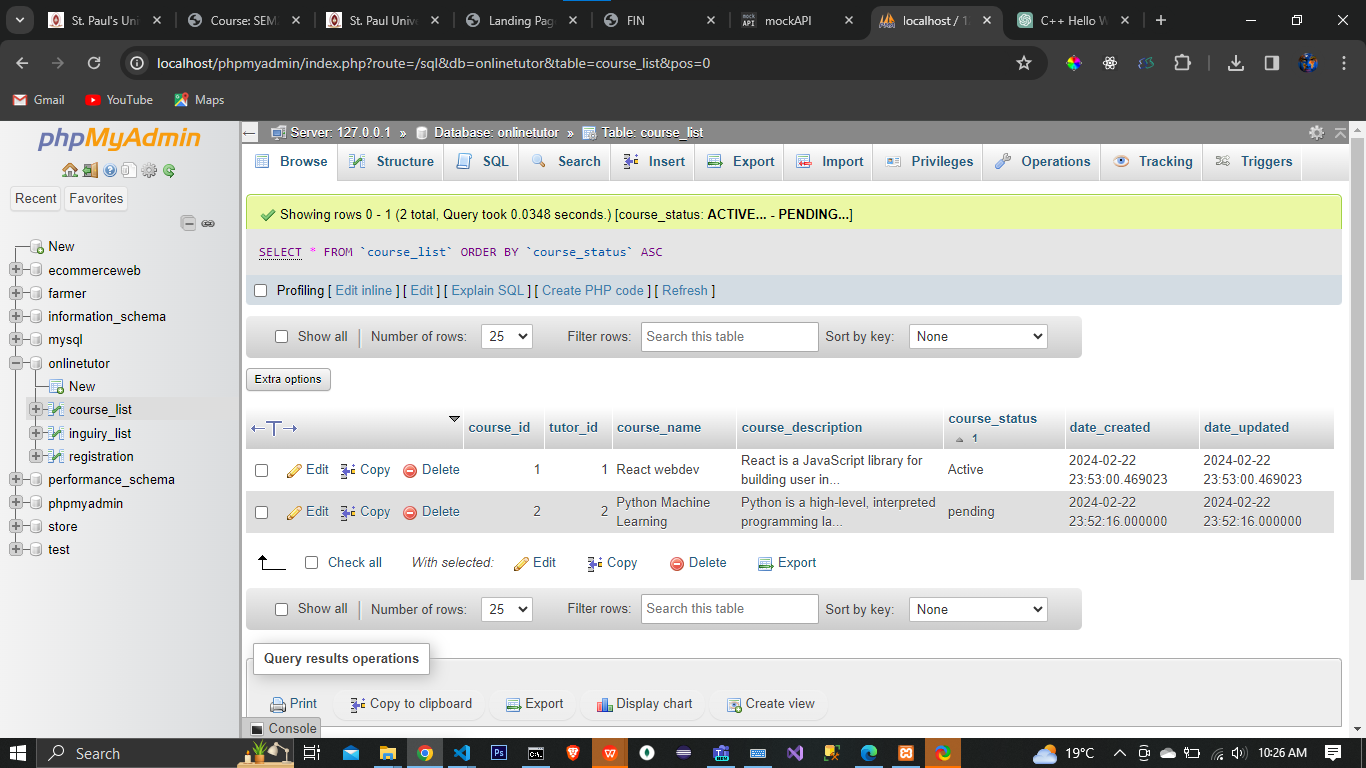 St. Paul's Uni
Course: SEM
St. Paul Unive
Landing Pag
FIN
mock API
mockAPI
localhost / 12
C++ Hello W
localhost/phpmyadmin/index.php?route=/sql&db=onlinetutor&table=course_list&pos=0
Gmail
YouTube
Maps
phpMyAdmin
Recent
Favorites
New
ecommerceweb
farmer
information_schema
mysql
onlinetutor
New
course_list
inguiry_list
registration
performance_schema
phpmyadmin
store
test
Server: 127.0.0.1 » Database: onlinetutor » Table: course_list
Browse Structure SQL Search Insert Export Import Privileges Operations Tracking Triggers
Showing rows 0 - 1 (2 total, Query took 0.0348 seconds.) [course_status: ACTIVE... - PENDING...]
SELECT * FROM `course_list` ORDER BY `course_status` ASC
Profiling [ Edit inline ] [ Edit ] [ Explain SQL ] [ Create PHP code ] [ Refresh ]
Show all Number of rows: 25 Filter rows: Search this table Sort by key: None
Extra options
←T→ course_id tutor_id course_name course_description course_status 1 date_created date_updated
Edit Copy Delete 1 1 React webdev React is a JavaScript library for building user in... Active 2024-02-22 23:53:00.469023 2024-02-22 23:53:00.469023
Edit Copy Delete 2 2 Python Machine Learning Python is a high-level, interpreted programming la... pending 2024-02-22 23:52:16.000000 2024-02-22 23:52:16.000000
Check all With selected: Edit Copy Delete Export
Show all Number of rows: 25 Filter rows: Search this table Sort by key: None
Query results operations
Print Copy to clipboard Export Display chart Create view
Console
Search
19°C
10:26 AM